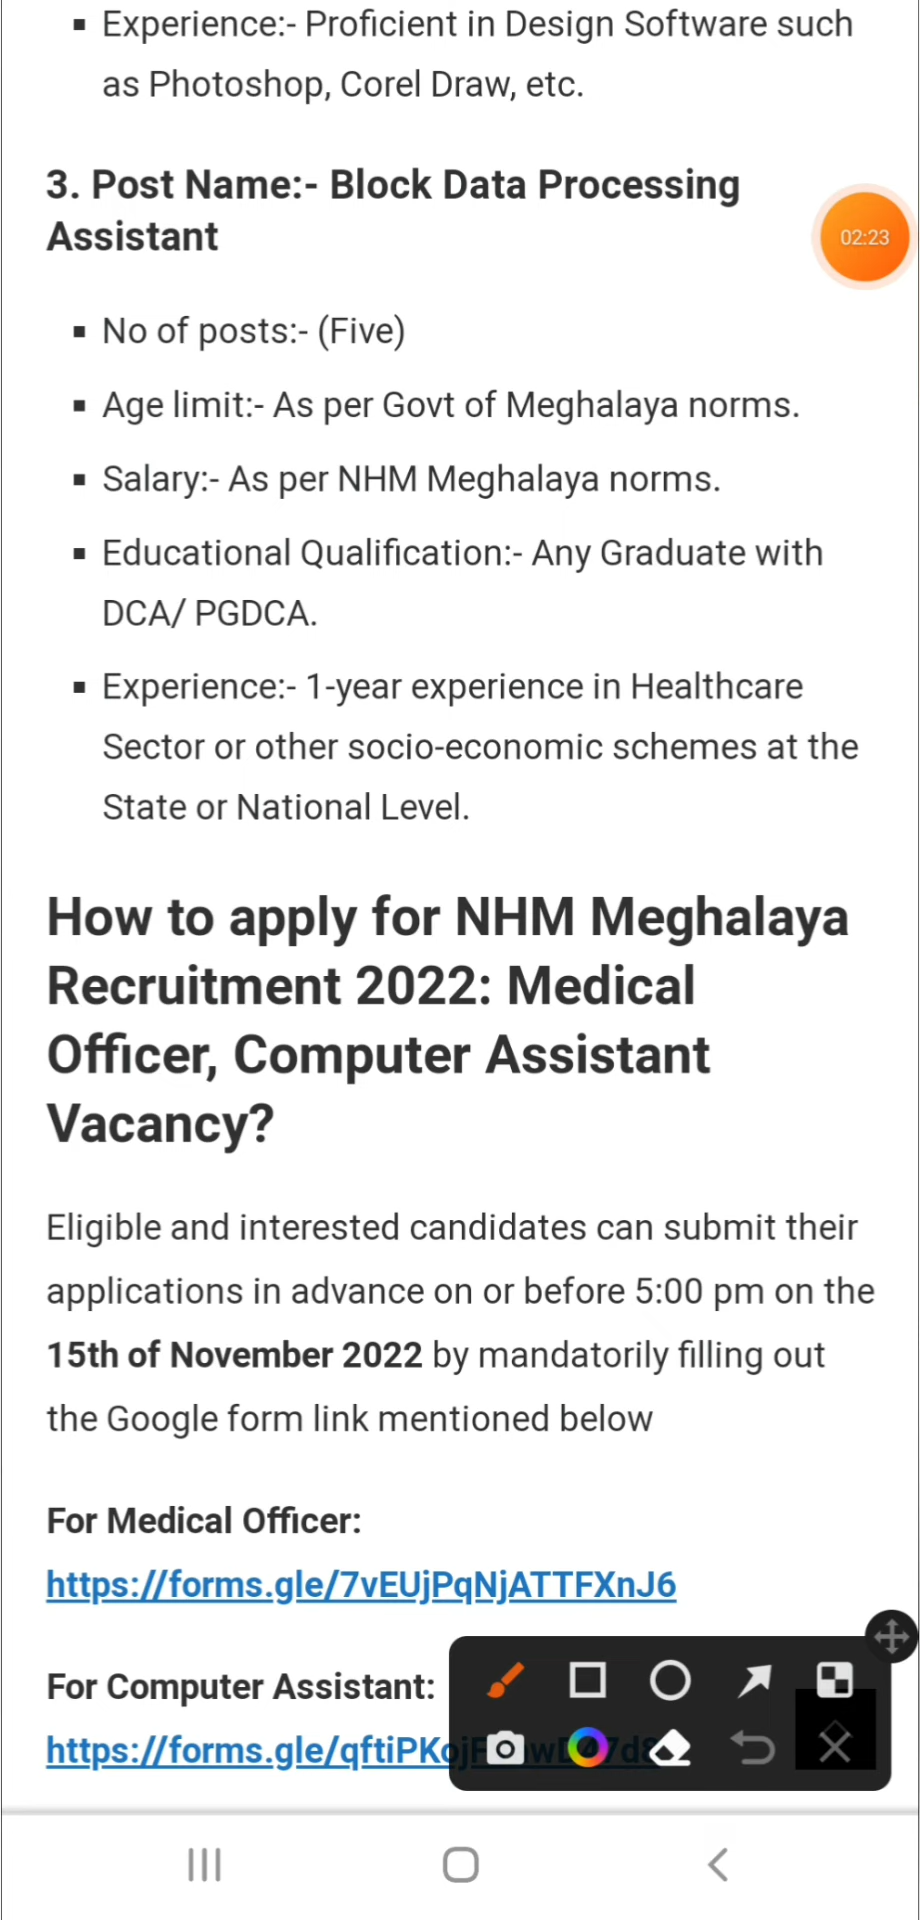 ▪ Experience:- Proficient in Design Software such
as Photoshop, Corel Draw, etc.
3. Post Name:- Block Data Processing
Assistant
02:23
▪ No of posts:- (Five)
▪ Age limit:- As per Govt of Meghalaya norms.
▪ Salary:- As per NHM Meghalaya norms.
▪ Educational Qualification:- Any Graduate with
DCA/ PGDCA.
▪ Experience:- 1-year experience in Healthcare
Sector or other socio-economic schemes at the
State or National Level.
How to apply for NHM Meghalaya
Recruitment 2022: Medical
Officer, Computer Assistant
Vacancy?
Eligible and interested candidates can submit their
applications in advance on or before 5:00 pm on the
15th of November 2022 by mandatorily filling out
the Google form link mentioned below
For Medical Officer:
https://forms.gle/7vEUjPqNjATTFXnJ6
For Computer Assistant: